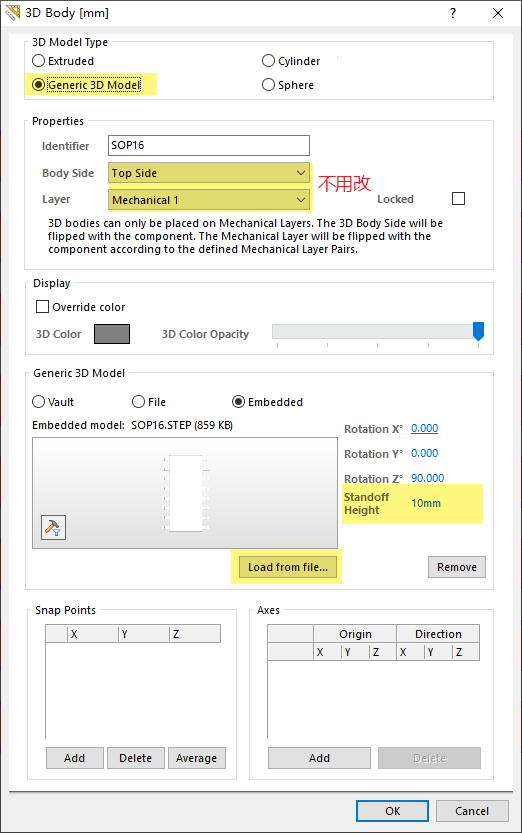 3D Body [mm]
3D Model Type
Extruded
Cylinder
Generic 3D Model
Sphere
Properties
Identifier SOP16
Body Side Top Side
不用改
Layer Mechanical 1 Locked
3D bodies can only be placed on Mechanical Layers. The 3D Body Side will be
flipped with the component. The Mechanical Layer will be flipped with the
component according to the defined Mechanical Layer Pairs.
Display
Override color
3D Color 3D Color Opacity
Generic 3D Model
Vault File Embedded
Embedded model: SOP16.STEP (859 KB)
Rotation X° 0.000
Rotation Y° 0.000
Rotation Z° 90.000
Standoff
Height 10mm
Load from file... Remove
Snap Points
X Y Z
Add Delete Average
Axes
Origin Direction
X Y Z X Y Z
Add Delete
OK Cancel